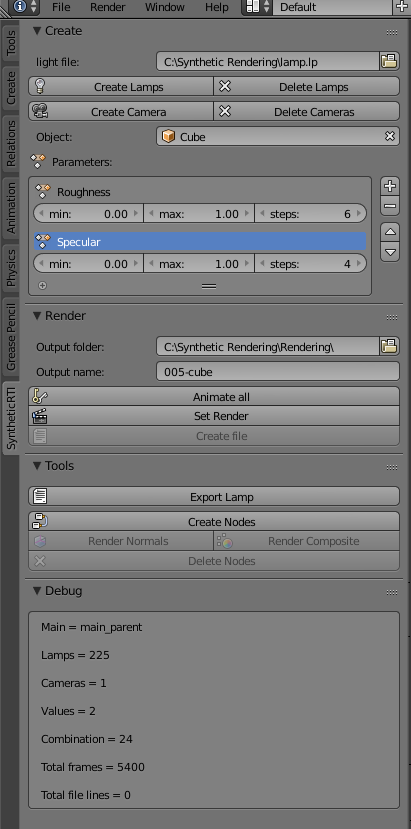 File Render Window Help Default
Tools
Create
Relations
Animation
Physics
Grease Pencil
SyntheticRTI
Create
light file: C:\Synthetic Rendering\lamp.lp
Create Lamps Delete Lamps
Create Camera Delete Cameras
Object: Cube
Parameters:
Roughness
min: 0.00 max: 1.00 steps: 6
Specular
min: 0.00 max: 1.00 steps: 4
Render
Output folder: C:\Synthetic Rendering\Rendering\
Output name: 005-cube
Animate all
Set Render
Create file
Tools
Export Lamp
Create Nodes
Render Normals Render Composite
Delete Nodes
Debug
Main = main_parent
Lamps = 225
Cameras = 1
Values = 2
Combination = 24
Total frames = 5400
Total file lines = 0